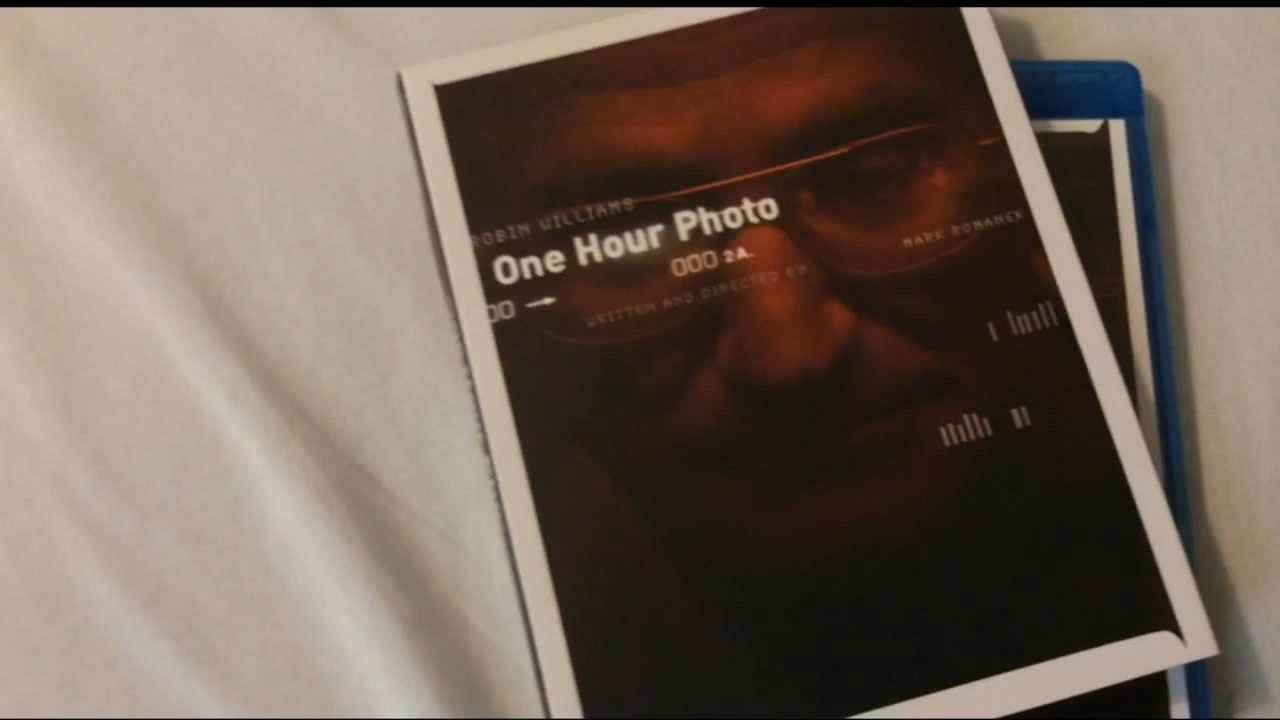 ROBIN WILLIAMS
One Hour Photo
000 2A.
00
WRITTEN AND DIRECTED BY
MARK ROMANEK